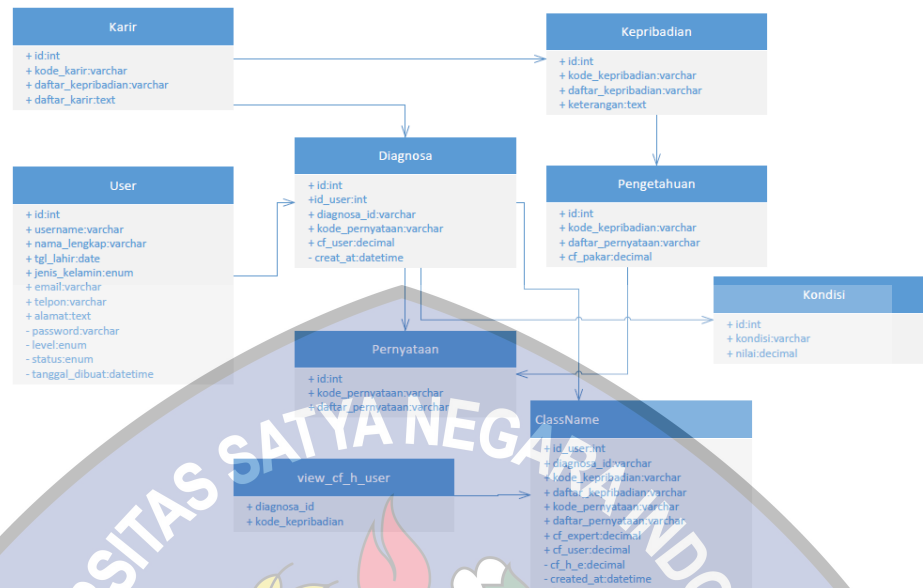 Karir
+ id:int
+ kode_karir:varchar
+ daftar_kepribadian:varchar
+ daftar_karir:text
Kepribadian
+ id:int
+ kode_kepribadian:varchar
+ daftar_kepribadian:varchar
+ keterangan:text
Diagnosa
+ id:int
+id_user:int
+ diagnosa_id:varchar
+ kode_pernyataan:varchar
+ cf_user:decimal
- creat_at:datetime
User
+ id:int
+ username:varchar
+ nama_lengkap:varchar
+ tgl_lahir:date
+ jenis_kelamin:enum
+ email:varchar
+ telpon:varchar
+ alamat:text
- password:varchar
- level:enum
- status:enum
- tanggal_dibuat:datetime
Pengetahuan
+ id:int
+ kode_kepribadian:varchar
+ daftar_pernyataan:varchar
+ cf_pakar:decimal
Kondisi
+ id:int
+ kondisi:varchar
+ nilai:decimal
Pernyataan
+ id:int
+ kode_pernyataan:varchar
+ daftar_pernyataan:varchar
ClassName
+ id_user:int
+ diagnosa_id:varchar
+ kode_kepribadian:varchar
+ daftar_kepribadian:varchar
+ kode_pernyataan:varchar
+ daftar_pernyataan:varchar
+ cf_expert:decimal
+ cf_user:decimal
- cf_h_e:decimal
- created_at:datetime
view_cf_h_user
+ diagnosa_id
+ kode_kepribadian
SITAS SATYA NEGARA INDO